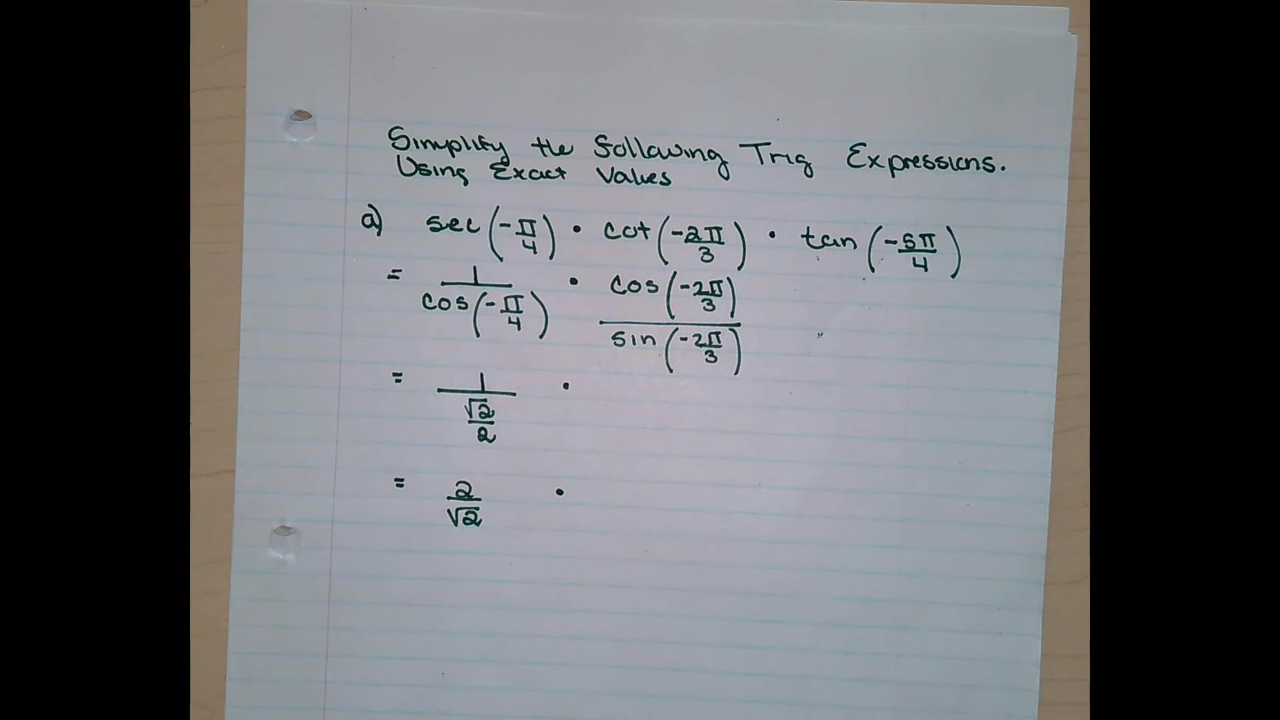 Simplify the Following Trig Expressions.
Using Exact Values
a) sec(-π/4) · cot(-2π/3) · tan(-5π/4)
= 1/cos(-π/4) · cos(-2π/3)/sin(-2π/3)
= 1/(√2/2) ·
= 2/√2 ·